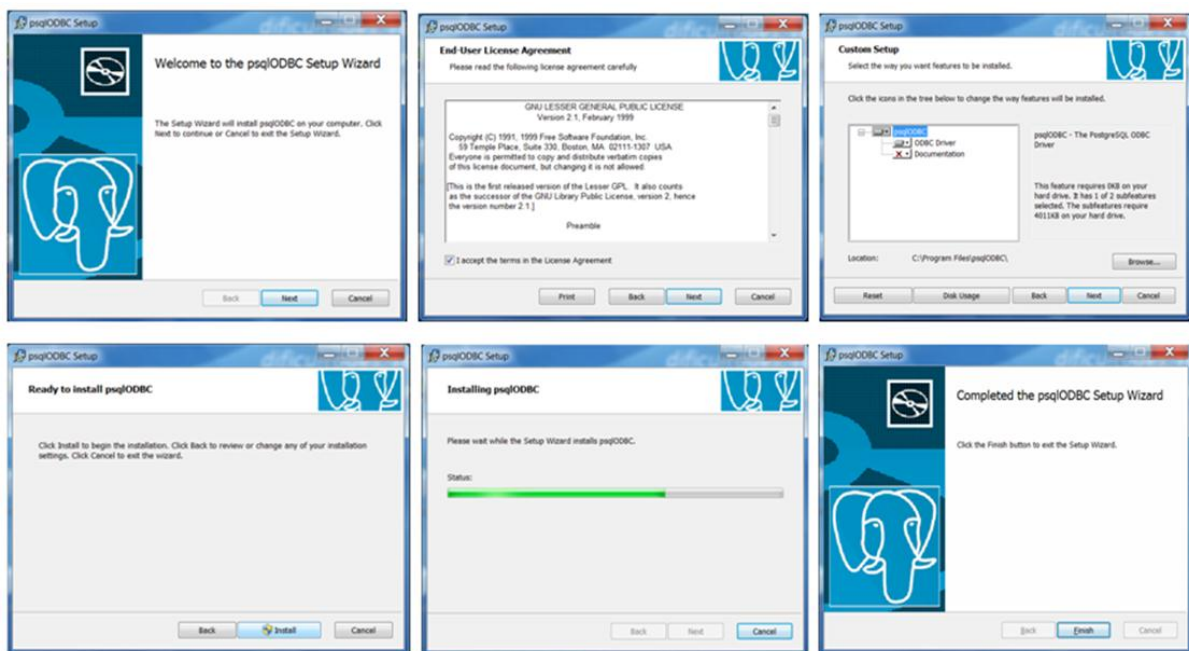 psqlODBC Setup
Welcome to the psqlODBC Setup Wizard
The Setup Wizard will install psqlODBC on your computer. Click
Next to continue or Cancel to exit the Setup Wizard.
Back
Next
Cancel
psqlODBC Setup
End-User License Agreement
Please read the following license agreement carefully
GNU LESSER GENERAL PUBLIC LICENSE
Version 2.1, February 1999
Copyright (C) 1991, 1999 Free Software Foundation, Inc.
59 Temple Place, Suite 330, Boston, MA 02111-1307 USA
Everyone is permitted to copy and distribute verbatim copies
of this license document, but changing it is not allowed.
[This is the first released version of the Lesser GPL. It also counts
as the successor of the GNU Library Public License, version 2, hence
the version number 2.1.]
Preamble
I accept the terms in the License Agreement
Print
Back
Next
Cancel
psqlODBC Setup
Custom Setup
Select the way you want features to be installed.
Click the icons in the tree below to change the way features will be installed.
psqlODBC
ODBC Driver
Documentation
psqlODBC - The PostgreSQL ODBC
Driver
This feature requires 0KB on your
hard drive. It has 1 of 2 subfeatures
selected. The subfeatures require
4011KB on your hard drive.
Location: C:\Program Files\psqlODBC\
Browse...
Reset
Disk Usage
Back
Next
Cancel
psqlODBC Setup
Ready to install psqlODBC
Click Install to begin the installation. Click Back to review or change any of your installation
settings. Click Cancel to exit the wizard.
Back
Install
Cancel
psqlODBC Setup
Installing psqlODBC
Please wait while the Setup Wizard installs psqlODBC.
Status:
Back
Next
Cancel
psqlODBC Setup
Completed the psqlODBC Setup Wizard
Click the Finish button to exit the Setup Wizard.
Back
Finish
Cancel